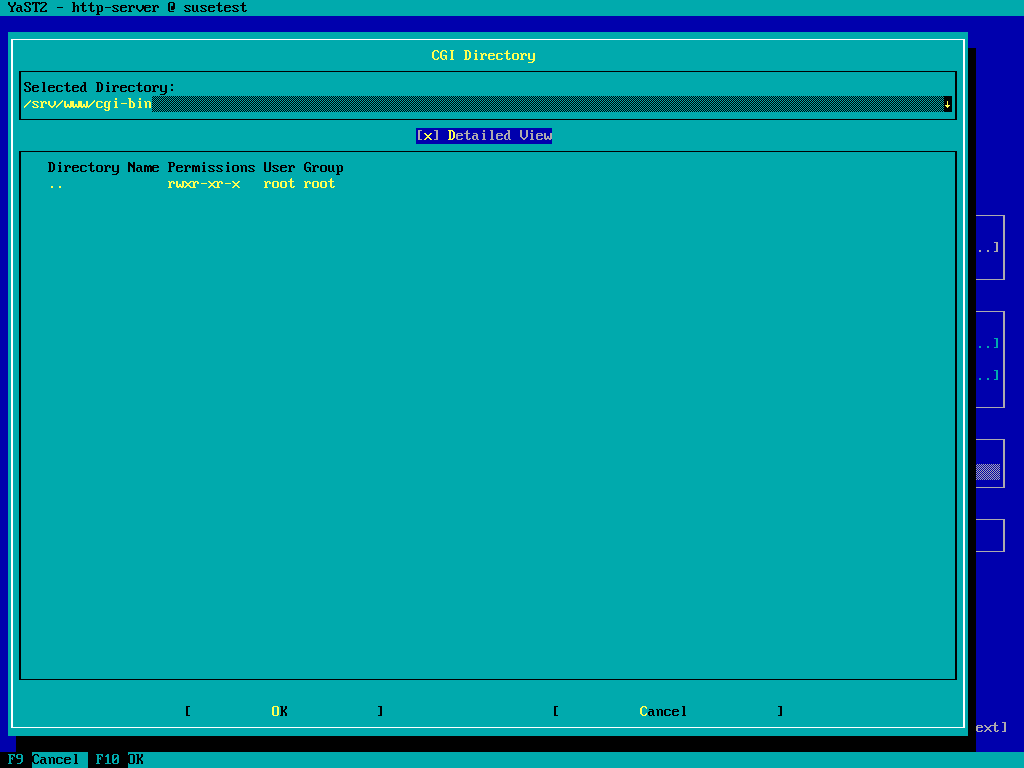 YaST2 - http-server @ susetest
CGI Directory
Selected Directory:
/srv/www/cgi-bin ↓
[x] Detailed View
Directory Name Permissions User Group
.. rwxr-xr-x root root
..]
..]
..]
[ OK ] [ Cancel ]
ext]
F9 Cancel F10 OK